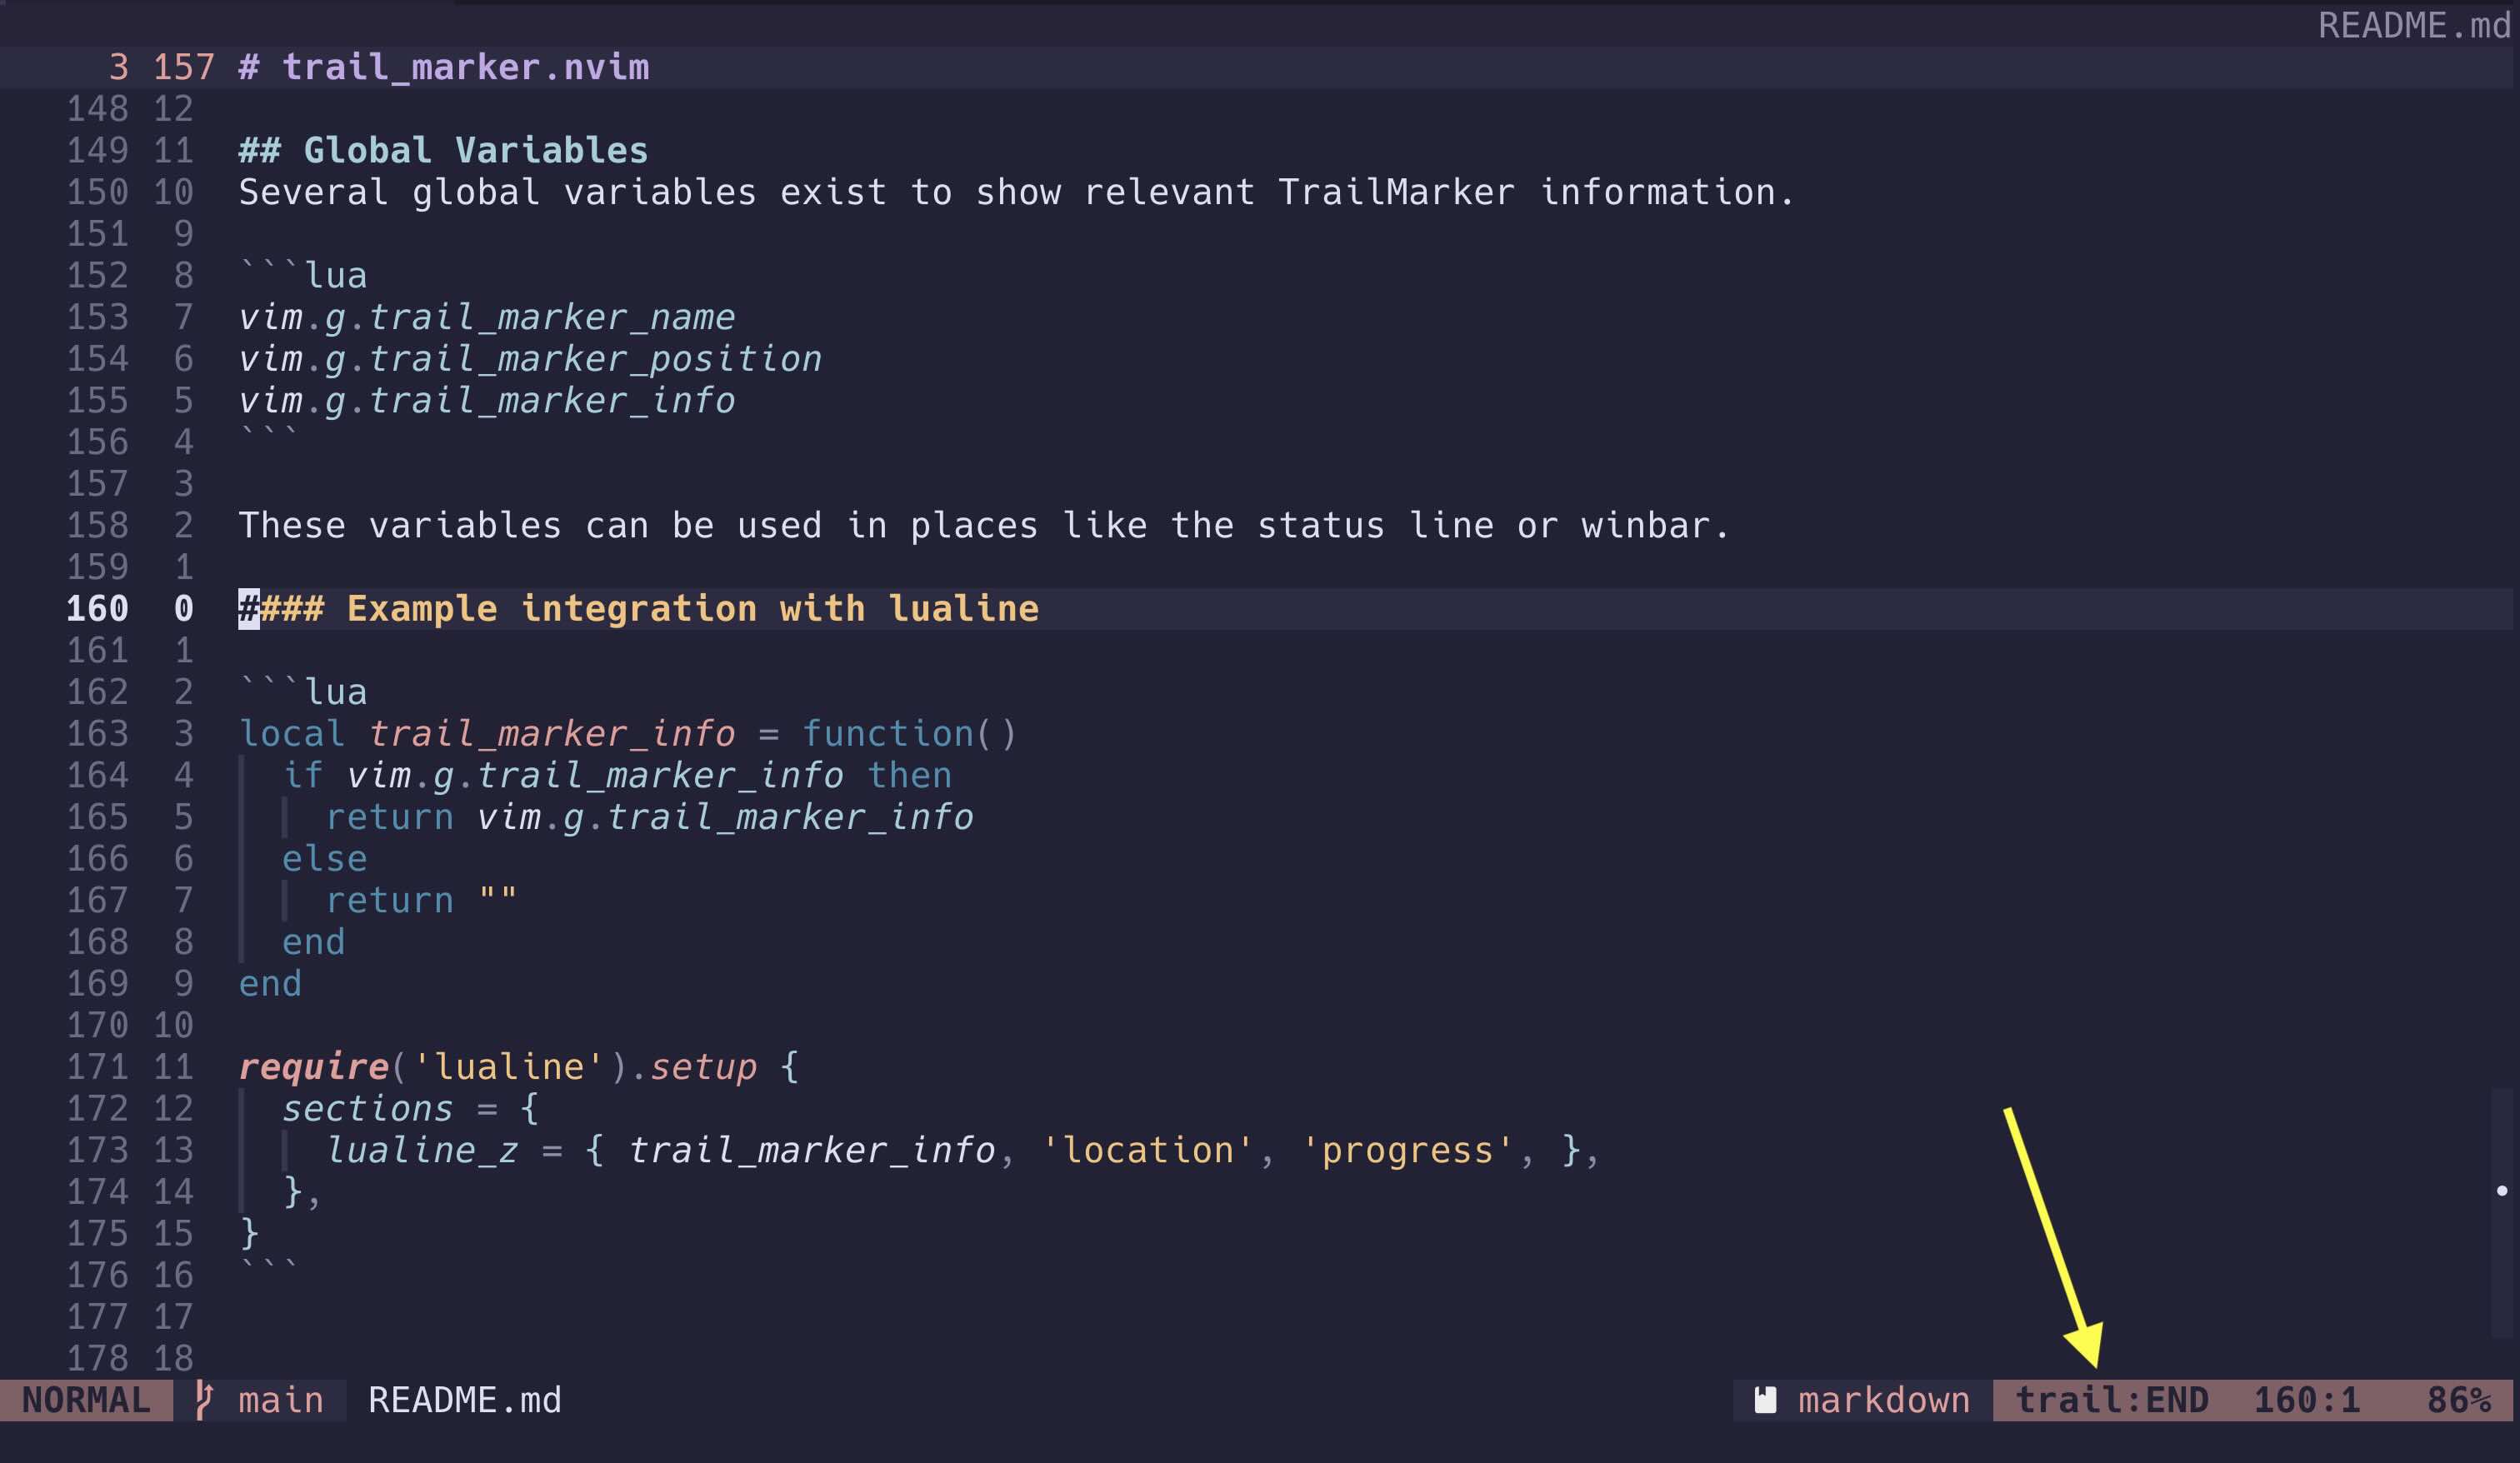 README.md
3 157 # trail_marker.nvim
148 12
149 11 ## Global Variables
150 10 Several global variables exist to show relevant TrailMarker information.
151 9
152 8 ```lua
153 7 vim.g.trail_marker_name
154 6 vim.g.trail_marker_position
155 5 vim.g.trail_marker_info
156 4 ```
157 3
158 2 These variables can be used in places like the status line or winbar.
159 1
160 0 #### Example integration with lualine
161 1
162 2 ```lua
163 3 local trail_marker_info = function()
164 4   if vim.g.trail_marker_info then
165 5     return vim.g.trail_marker_info
166 6   else
167 7     return ""
168 8   end
169 9 end
170 10
171 11 require('lualine').setup {
172 12   sections = {
173 13     lualine_z = { trail_marker_info, 'location', 'progress', },
174 14   },
175 15 }
176 16 ```
177 17
178 18
NORMAL main README.md markdown trail:END 160:1 86%